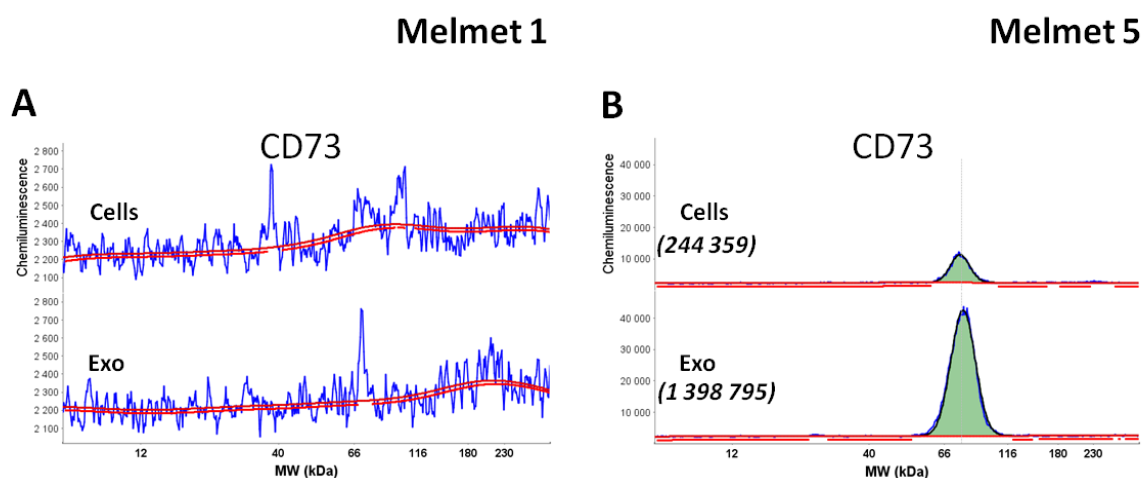 Melmet 1
Melmet 5
A
CD73
Chemiluminescence
2 800
2 700
2 600
2 500
2 400
2 300
2 200
2 100
Cells
2 800
2 700
2 600
2 500
2 400
2 300
2 200
2 100
Exo
12 40 66 116 180 230
MW (kDa)
B
CD73
Chemiluminescence
40 000
30 000
20 000
10 000
Cells
(244 359)
40 000
30 000
20 000
10 000
Exo
(1 398 795)
12 40 66 116 180 230
MW (kDa)